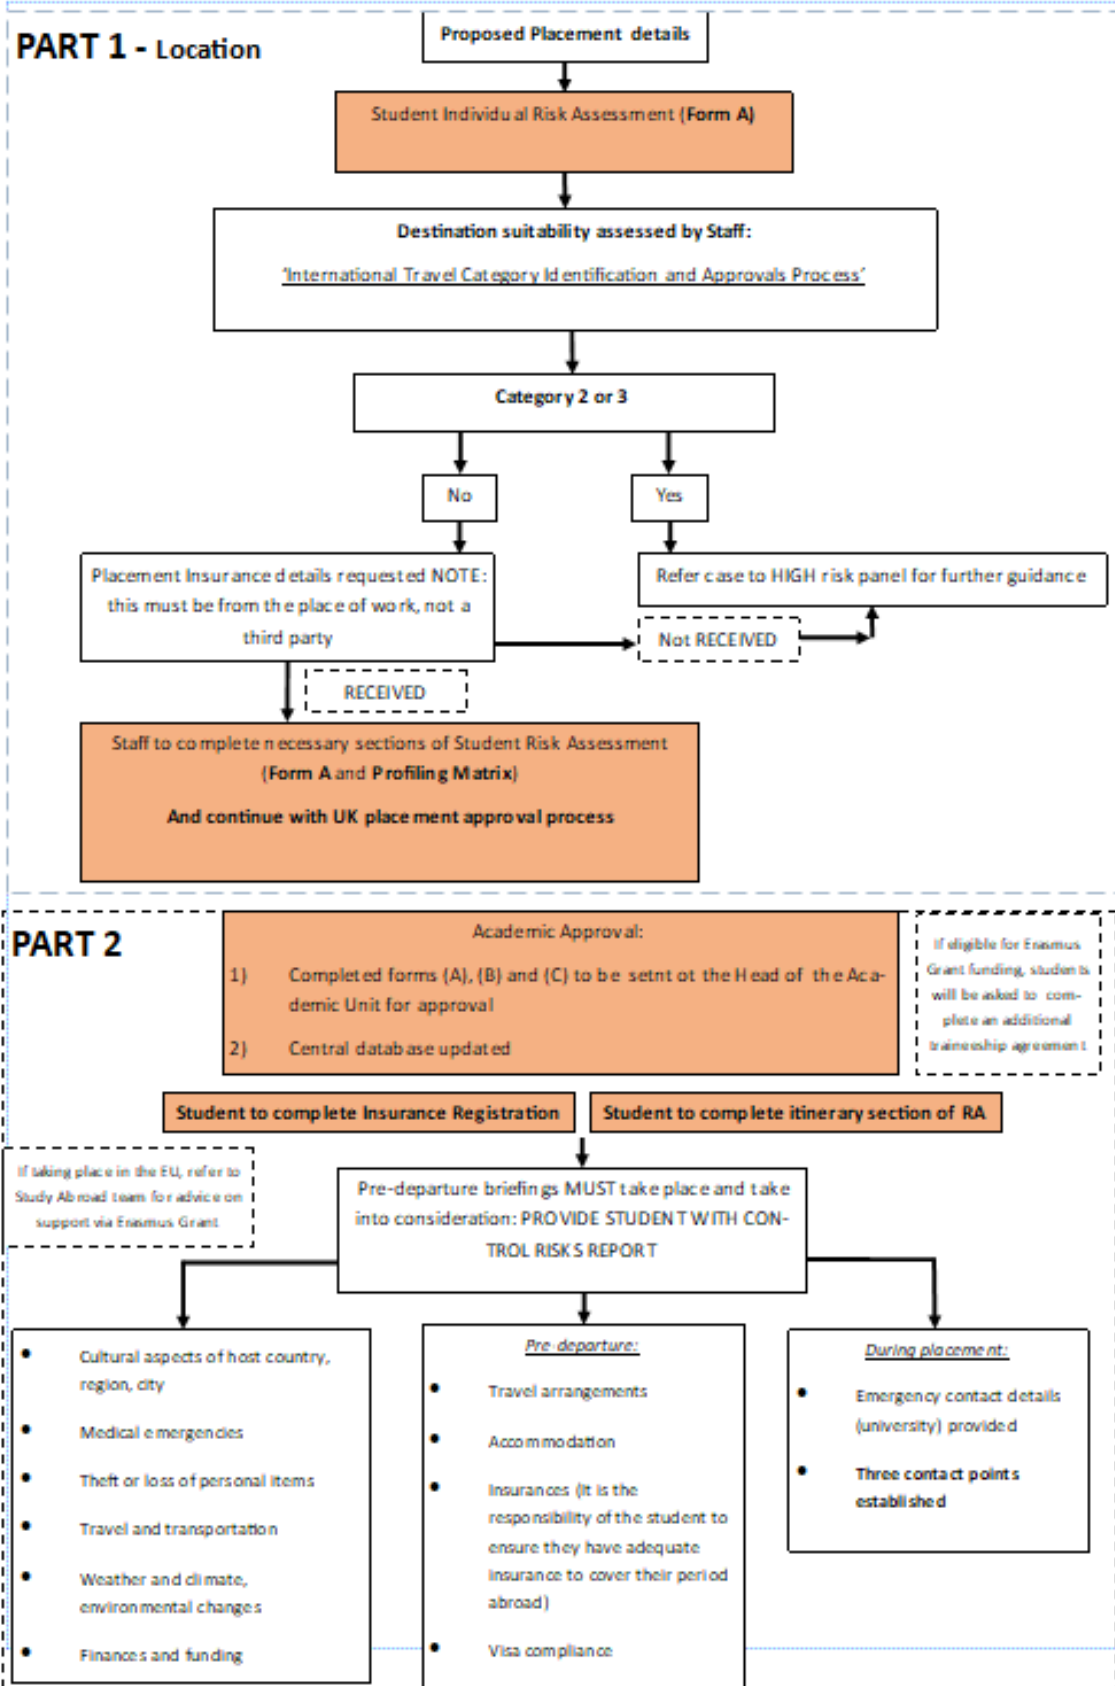 PART 1 - Location
Proposed Placement details
Student Individual Risk Assessment (Form A)
Destination suitability assessed by Staff:
‘International Travel Category Identification and Approvals Process’
Category 2 or 3
No
Yes
Placement Insurance details requested NOTE:
this must be from the place of work, not a
third party
Refer case to HIGH risk panel for further guidance
Not RECEIVED
RECEIVED
Staff to complete necessary sections of Student Risk Assessment
(Form A and Profiling Matrix)
And continue with UK placement approval process
PART 2
Academic Approval:
1) Completed forms (A), (B) and (C) to be setnt ot the Head of the Aca-
demic Unit for approval
2) Central database updated
If eligible for Erasmus
Grant funding, students
will be asked to com-
plete an additional
traineeship agreement
Student to complete Insurance Registration
Student to complete itinerary section of RA
If taking place in the EU, refer to
Study Abroad team for advice on
support via Erasmus Grant
Pre-departure briefings MUST take place and take
into consideration: PROVIDE STUDENT WITH CON-
TROL RISKS REPORT
• Cultural aspects of host country,
region, city
• Medical emergencies
• Theft or loss of personal items
• Travel and transportation
• Weather and climate,
environmental changes
• Finances and funding
Pre-departure:
• Travel arrangements
• Accommodation
• Insurances (It is the
responsibility of the student to
ensure they have adequate
insurance to cover their period
abroad)
• Visa compliance
During placement:
• Emergency contact details
(university) provided
• Three contact points
established